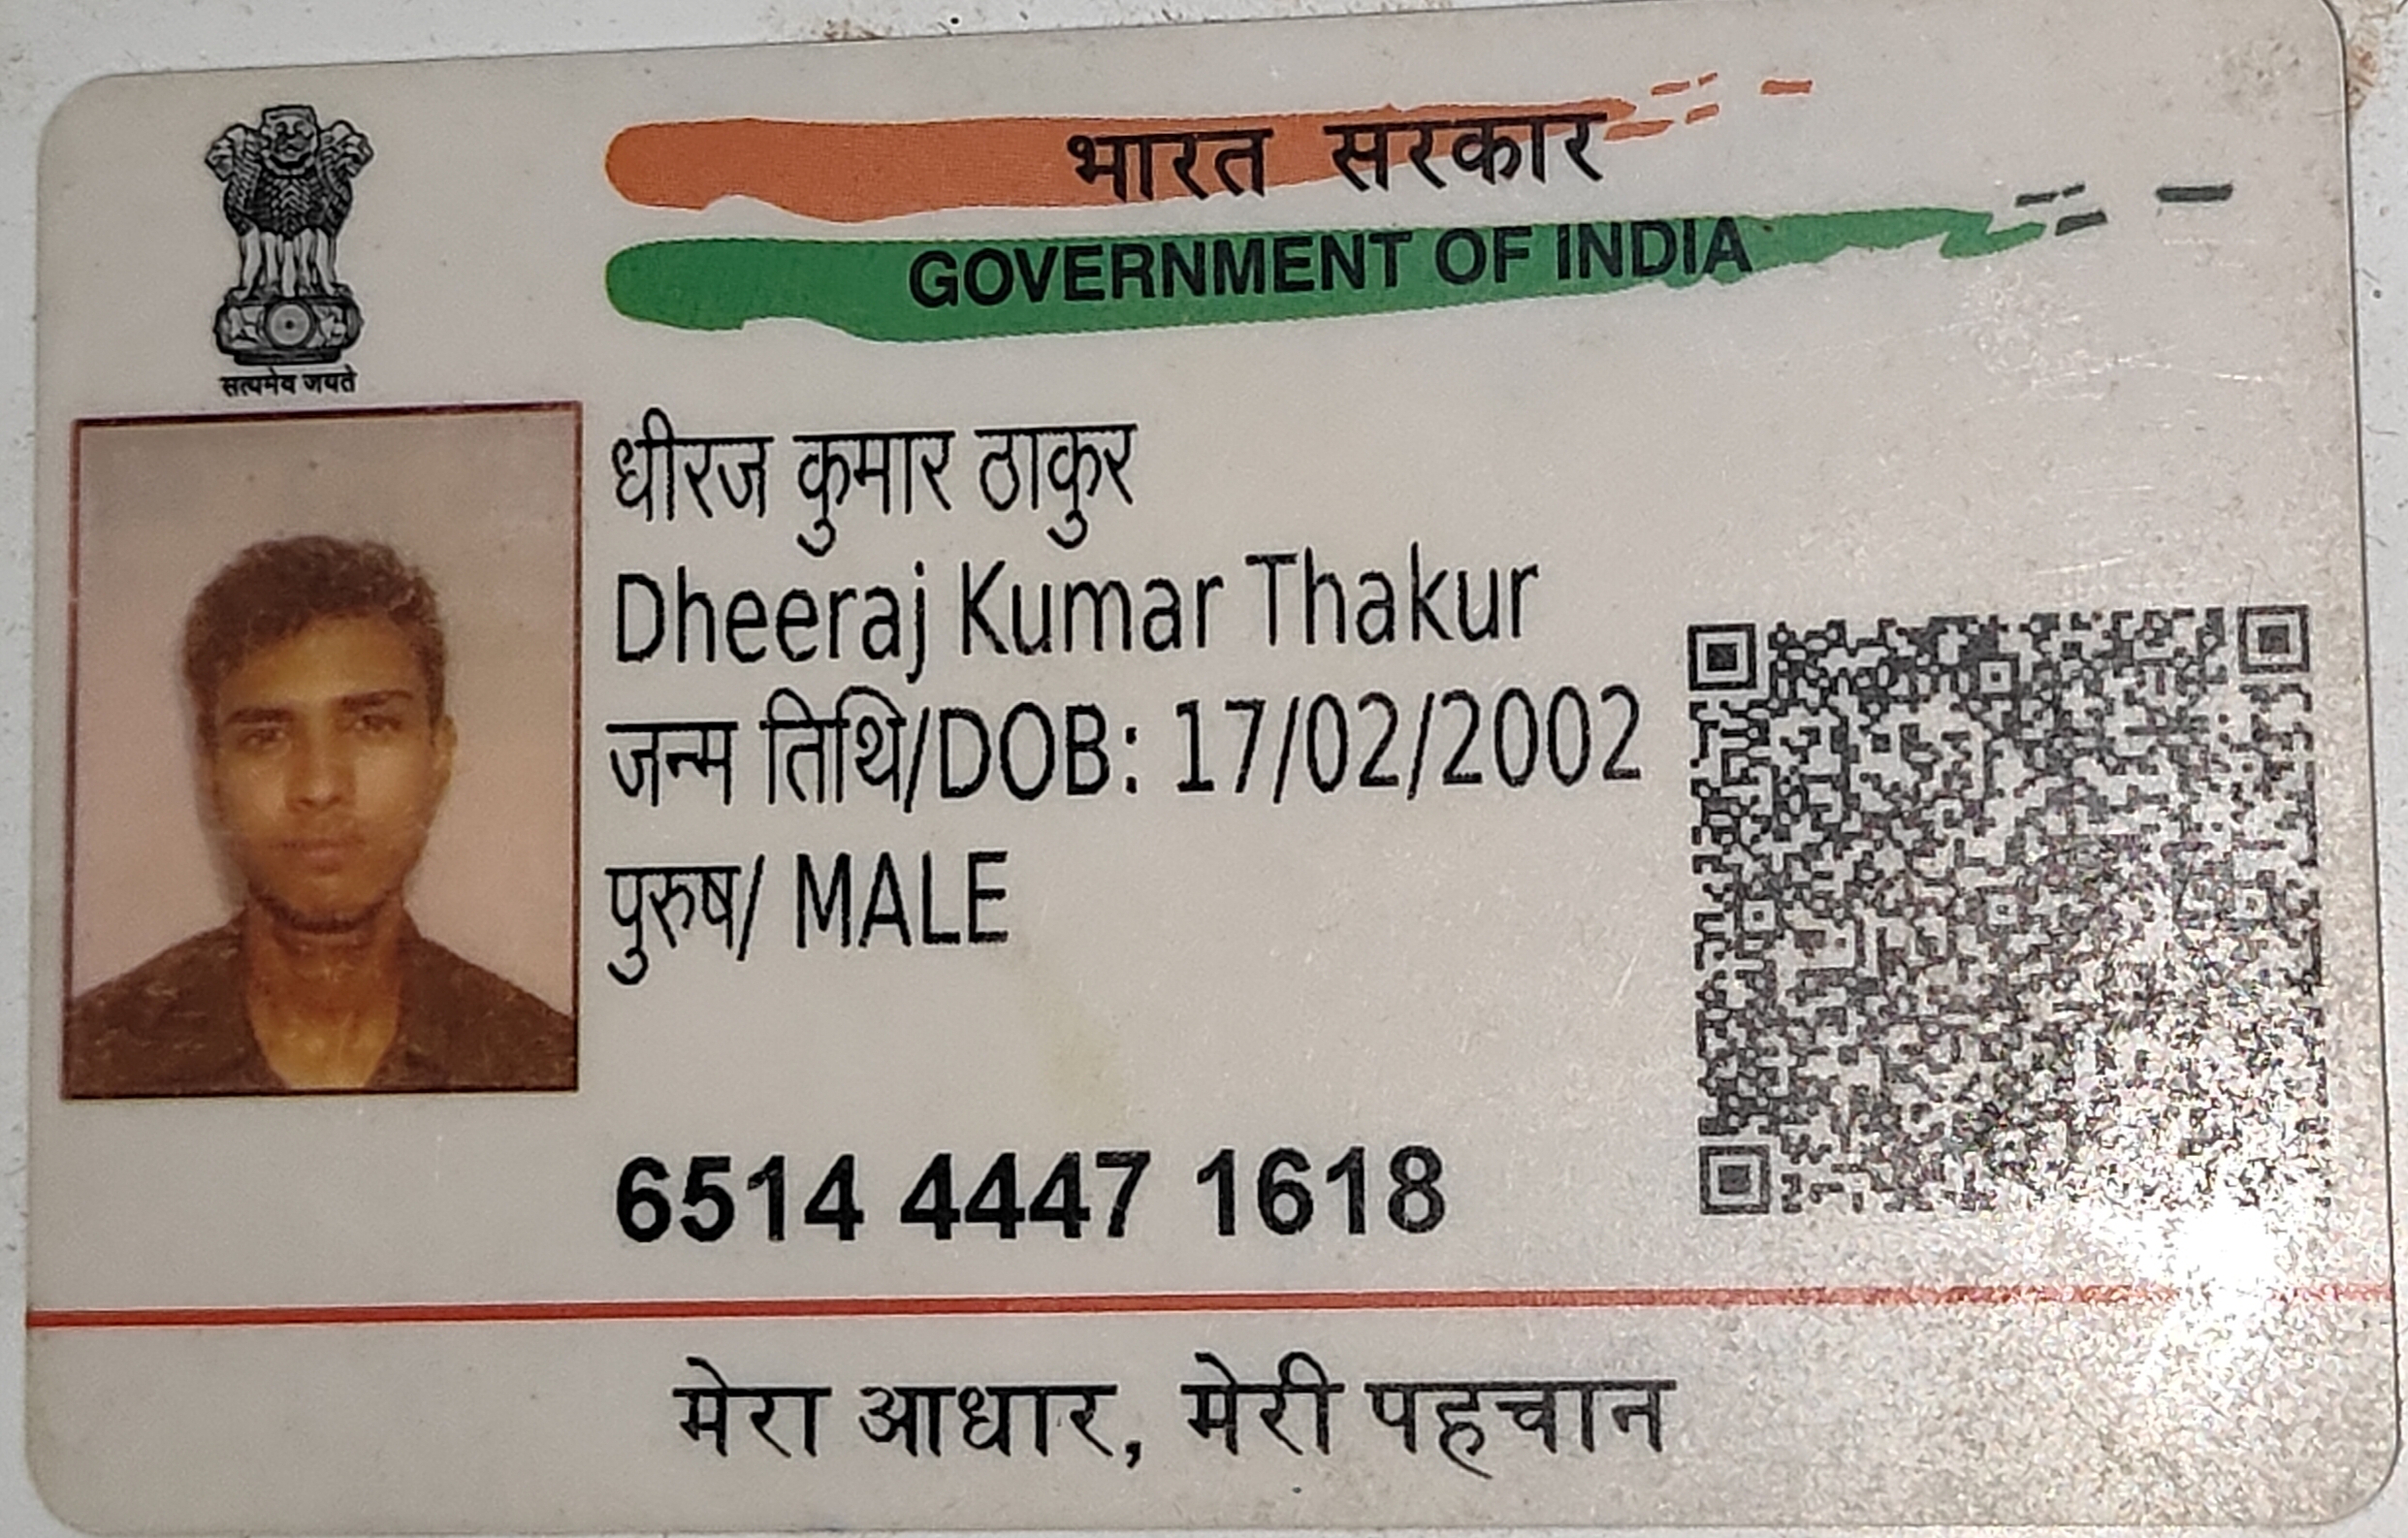 भारत सरकार
GOVERNMENT OF INDIA
सत्यमेव जयते
धीरज कुमार ठाकुर
Dheeraj Kumar Thakur
जन्म तिथि/DOB: 17/02/2002
पुरुष/ MALE
6514 4447 1618
मेरा आधार, मेरी पहचान